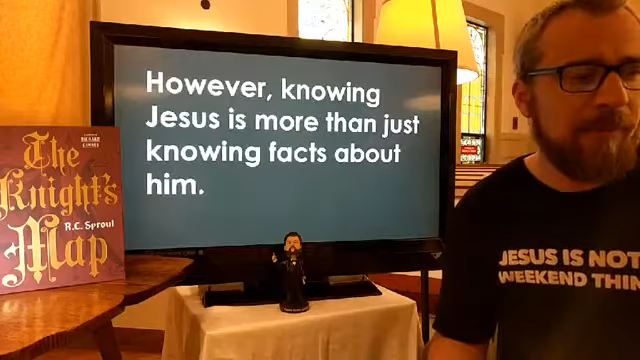 However, knowing
Jesus is more than just
knowing facts about
him.
The
Knight's
Map
R.C. Sproul
JESUS IS NOT
WEEKEND THIN